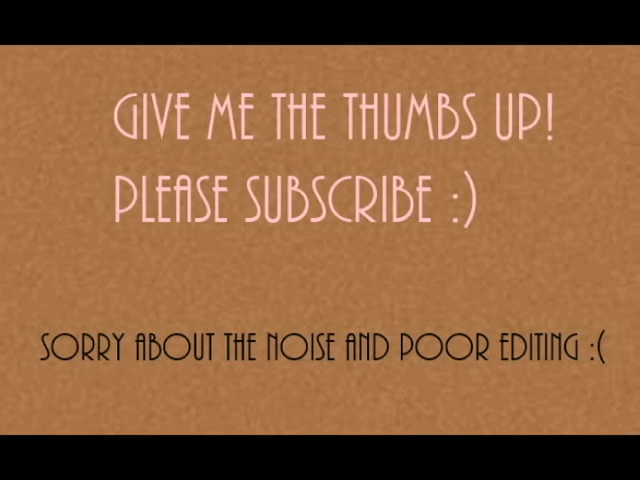 GIVE ME THE THUMBS UP!
PLEASE SUBSCRIBE :)
SORRY ABOUT THE NOISE AND POOR EDITING :(